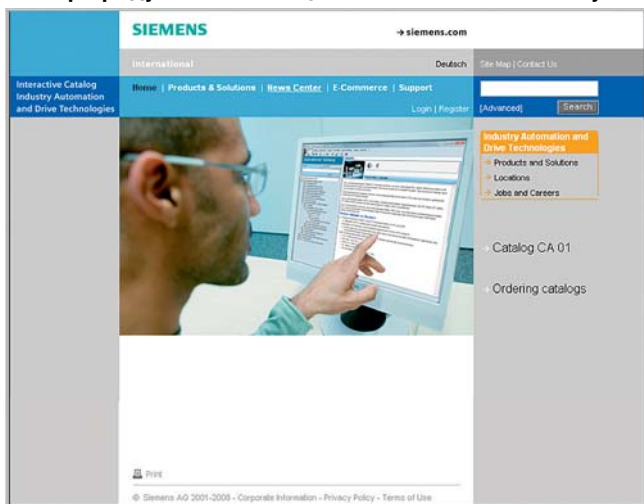 SIEMENS
→ siemens.com
International
Deutsch
Site Map | Contact Us
Interactive Catalog
Industry Automation
and Drive Technologies
Home | Products & Solutions | News Center | E-Commerce | Support
Login | Register
[Advanced]
Search
Industry Automation and
Drive Technologies
→ Products and Solutions
→ Locations
→ Jobs and Careers
→ Catalog CA 01
→ Ordering catalogs
Print
© Siemens AG 2001-2008 - Corporate Information - Privacy Policy - Terms of Use